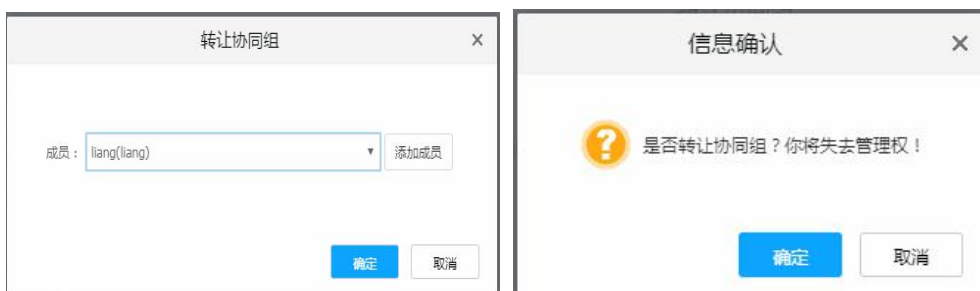 转让协同组
成员：liang(liang) 添加成员
确定 取消
信息确认
是否转让协同组？你将失去管理权！
确定 取消